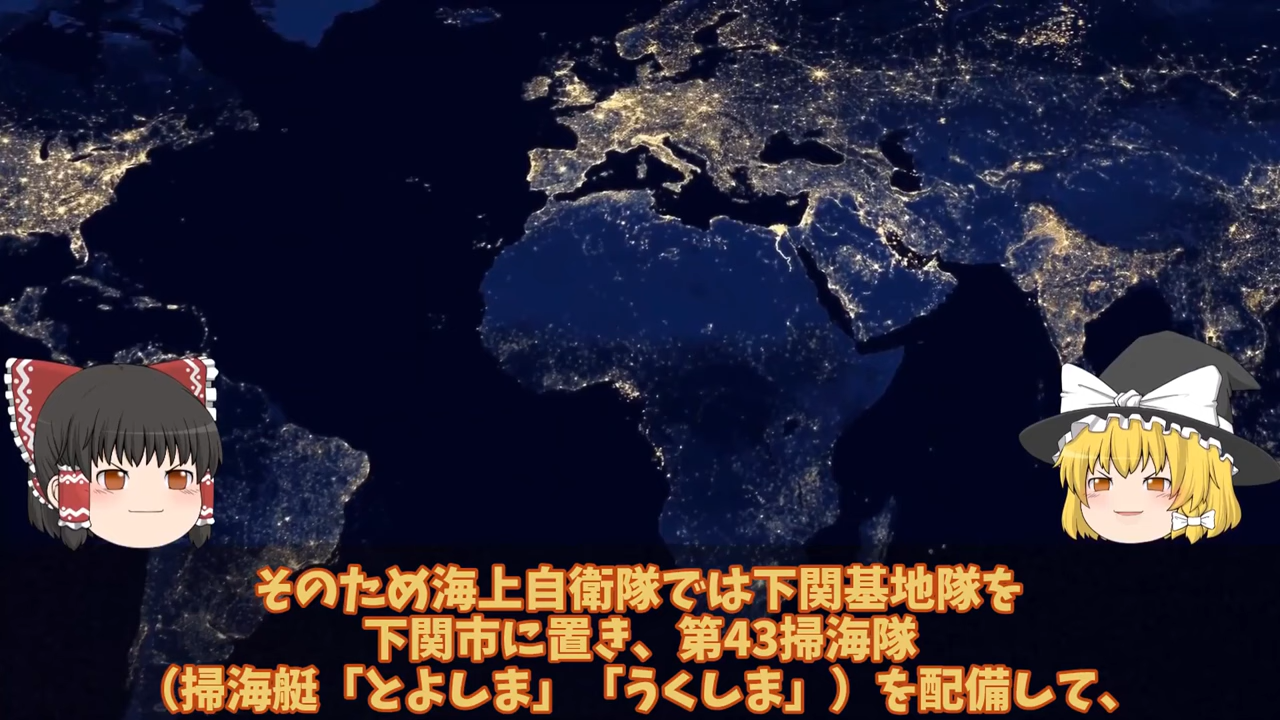 そのため海上自衛隊では下関基地隊を
下関市に置き、第43掃海隊
（掃海艇「とよしま」「うくしま」）を配備して、